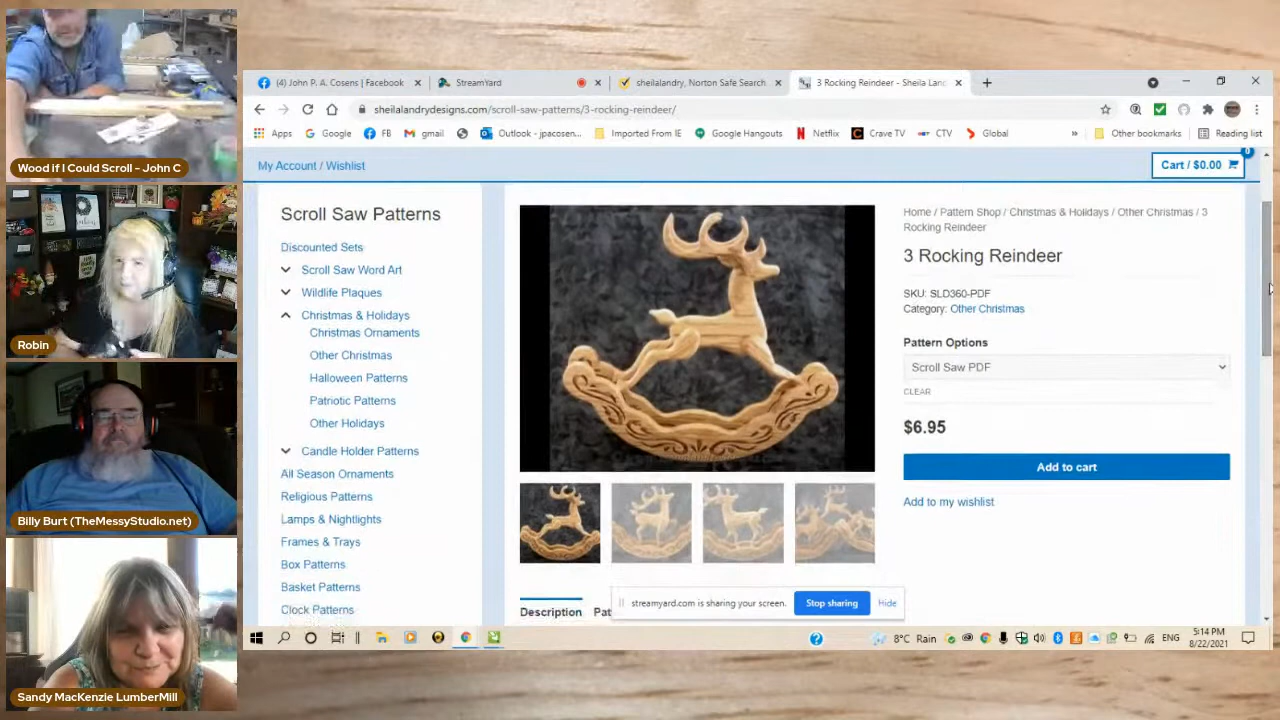 Wood if I Could Scroll - John C
Robin
Billy Burt (TheMessyStudio.net)
Sandy MacKenzie LumberMill
(4) John P. A. Cosens | Facebook
StreamYard
sheilalandry, Norton Safe Search
3 Rocking Reindeer - Sheila Lan
sheilalandrydesigns.com/scroll-saw-patterns/3-rocking-reindeer/
Apps
Google
FB
gmail
Outlook - jpacosen...
Imported From IE
Google Hangouts
Netflix
Crave TV
CTV
Global
»
Other bookmarks
Reading list
My Account / Wishlist
Cart / $0.00
0
Scroll Saw Patterns
Discounted Sets
Scroll Saw Word Art
Wildlife Plaques
Christmas & Holidays
Christmas Ornaments
Other Christmas
Halloween Patterns
Patriotic Patterns
Other Holidays
Candle Holder Patterns
All Season Ornaments
Religious Patterns
Lamps & Nightlights
Frames & Trays
Box Patterns
Basket Patterns
Clock Patterns
Home / Pattern Shop / Christmas & Holidays / Other Christmas / 3
Rocking Reindeer
3 Rocking Reindeer
SKU: SLD360-PDF
Category: Other Christmas
Pattern Options
Scroll Saw PDF
CLEAR
$6.95
Add to cart
Add to my wishlist
Description
Pat
streamyard.com is sharing your screen.
Stop sharing
Hide
8°C Rain
ENG
5:14 PM
8/22/2021